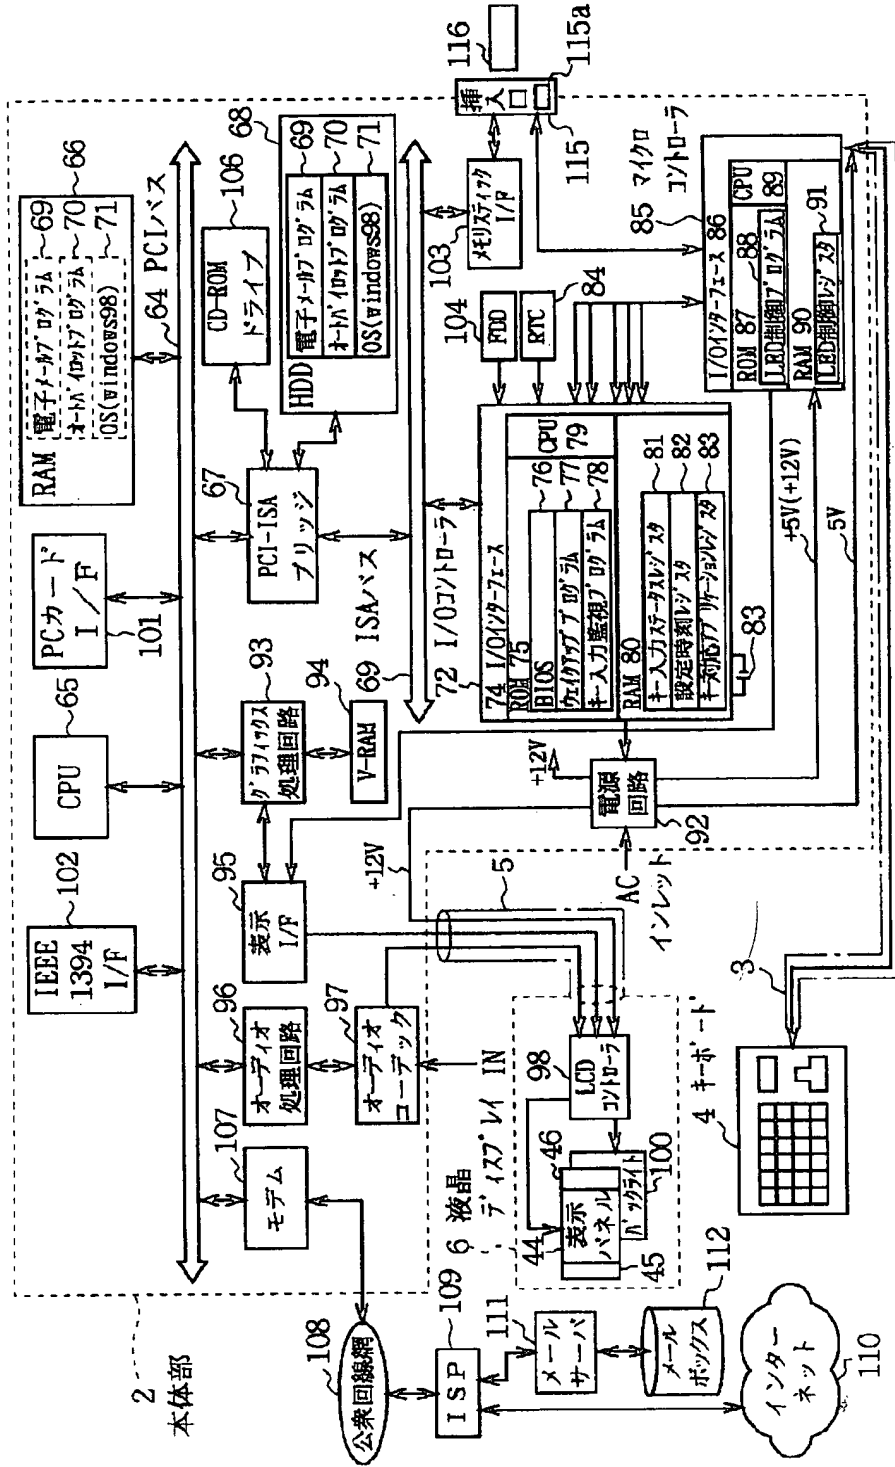 2
本体部
IEEE
1394
I/F
102
CPU
65
PCカード
I/F
101
RAM
電子メールプログラム
オートパイロットプログラム
OS(windows98)
66
69
70
71
64 PCIバス
モデム
107
オーディオ
処理回路
96
オーディオ
コーデック
97
IN
表示
I/F
95
グラフィックス
処理回路
93
V-RAM
94
PCI-ISA
ブリッジ
67
CD-ROM
ドライブ
106
HDD
電子メールプログラム
オートパイロットプログラム
OS(windows98)
68
69
70
71
69 ISAバス
72 I/Oコントローラ
74 I/Oインターフェース
ROM 75
BIOS
ウェイクアッププログラム
キー入力監視プログラム
76
77
78
CPU
79
RAM 80
キー入力ステータスレジスタ
設定時刻レジスタ
キー対応アプリケーションレジスタ
81
82
83
83
FDD
104
RTC
84
103
メモリスティック
I/F
挿入口
115
115a
116
85 マイクロ
コントローラ
I/Oインターフェース 86
ROM 87
LED制御プログラム
88
CPU
89
RAM 90
LED制御レジスタ
91
電源
回路
92
+12V
+12V
AC
インレット
+5V(+12V)
5V
5
3
6 液晶
ディスプレイ
LCD
コントローラ
98
44
表示
パネル
45
46
バックライト
100
4 キーボード
公衆回線網
108
ISP
109
メール
サーバ
111
メール
ボックス
112
インター
ネット
110